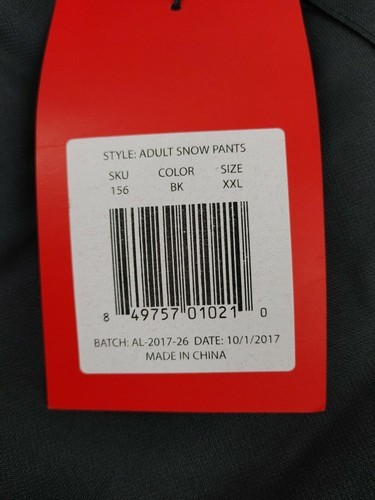 STYLE: ADULT SNOW PANTS
SKU COLOR SIZE
156 BK XXL
8 49757 01021 0
BATCH: AL-2017-26 DATE: 10/1/2017
MADE IN CHINA